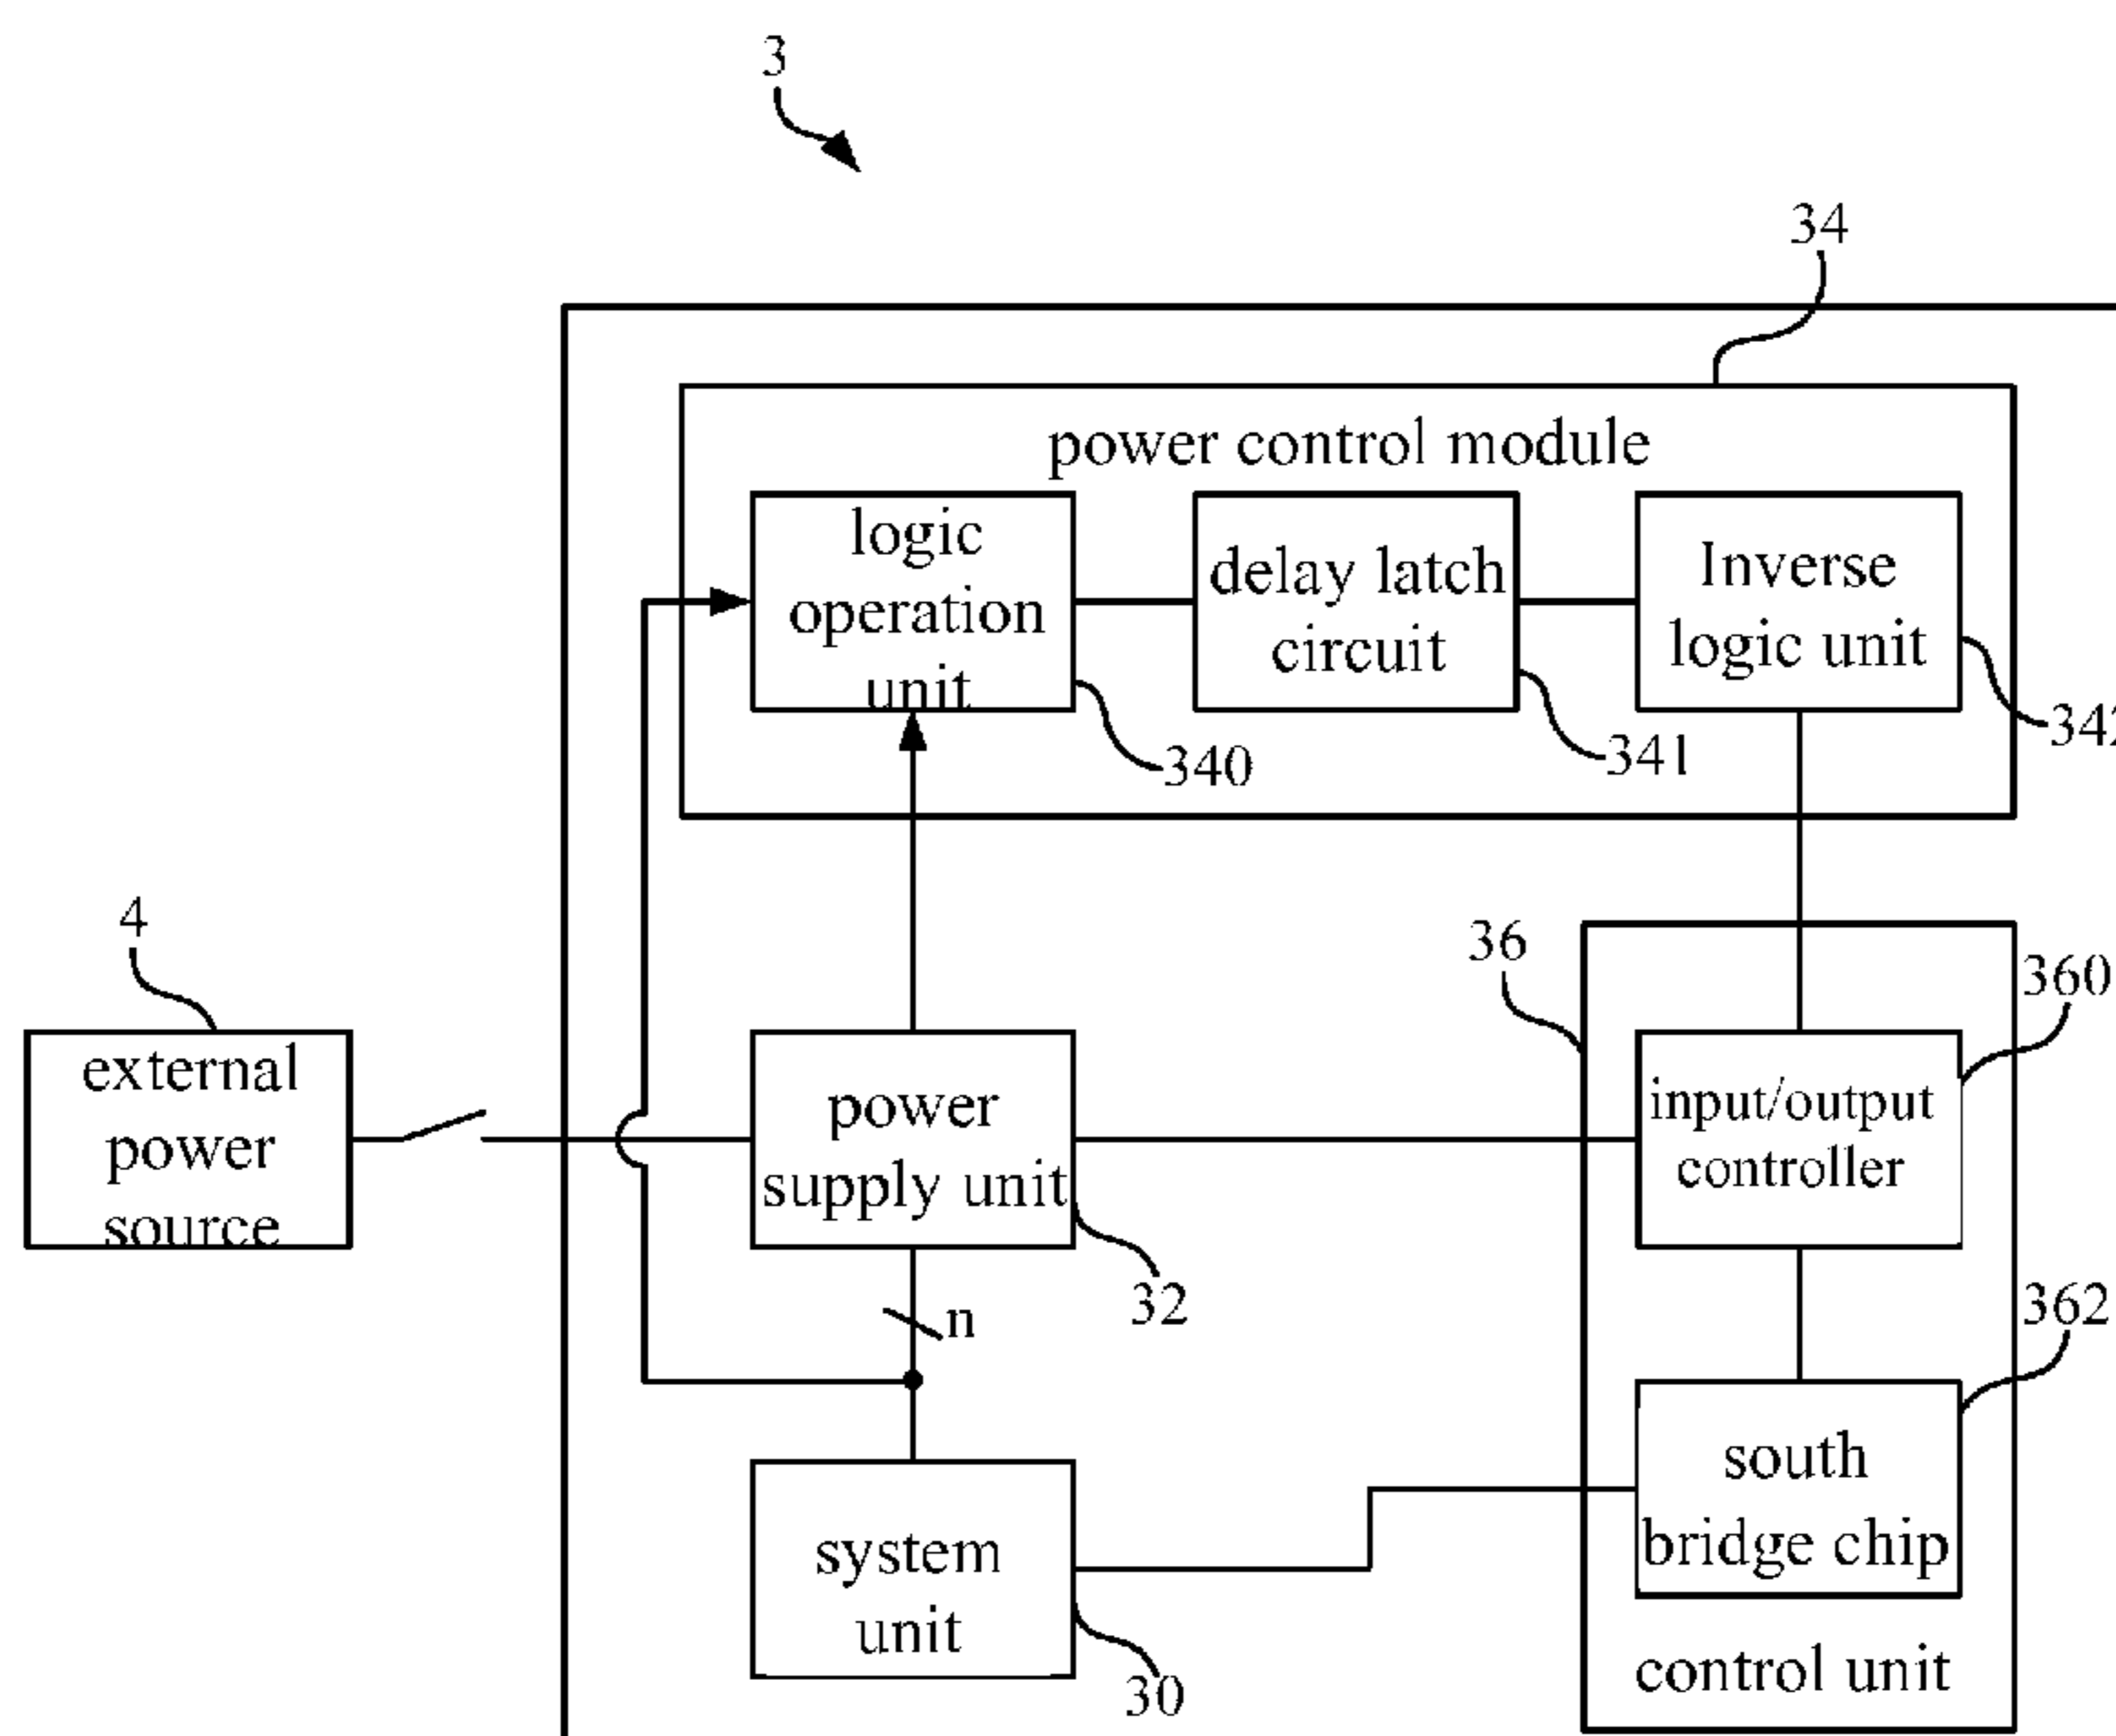 3
34
power control module
logic
operation
unit
delay latch
circuit
Inverse
logic unit
340
341
4
36
360
external
power
source
power
supply unit
input/output
controller
32
n
362
south
bridge chip
system
unit
30
control unit